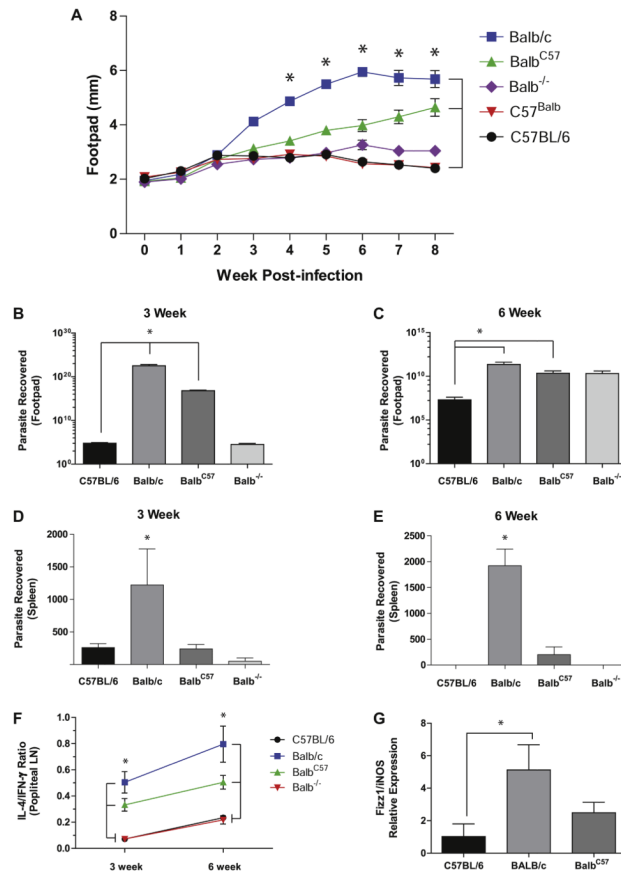 A
Balb/c
Balb^C57
Balb^-/-
C57^Balb
C57BL/6
* * * * *
8
6
4
2
0
Footpad (mm)
0 1 2 3 4 5 6 7 8
Week Post-infection
B
3 Week
*
10^30
10^20
10^10
10^0
Parasite Recovered
(Footpad)
C57BL/6 Balb/c Balb^C57 Balb^-/-
C
6 Week
*
10^15
10^10
10^5
10^0
Parasite Recovered
(Footpad)
C57BL/6 Balb/c Balb^C57 Balb^-/-
D
3 Week
*
2000
1500
1000
500
Parasite Recovered
(Spleen)
C57BL/6 Balb/c Balb^C57 Balb^-/-
E
6 Week
*
2500
2000
1500
1000
500
0
Parasite Recovered
(Spleen)
C57BL/6 Balb/c Balb^C57 Balb^-/-
F
1.0
0.8
0.6
0.4
0.2
0.0
IL-4/IFN-γ Ratio
(Popliteal LN)
* *
3 week 6 week
C57BL/6
Balb/c
Balb^C57
Balb^-/-
G
*
8
6
4
2
0
Fizz1/iNOS
Relative Expression
C57BL/6 BALB/c Balb^C57